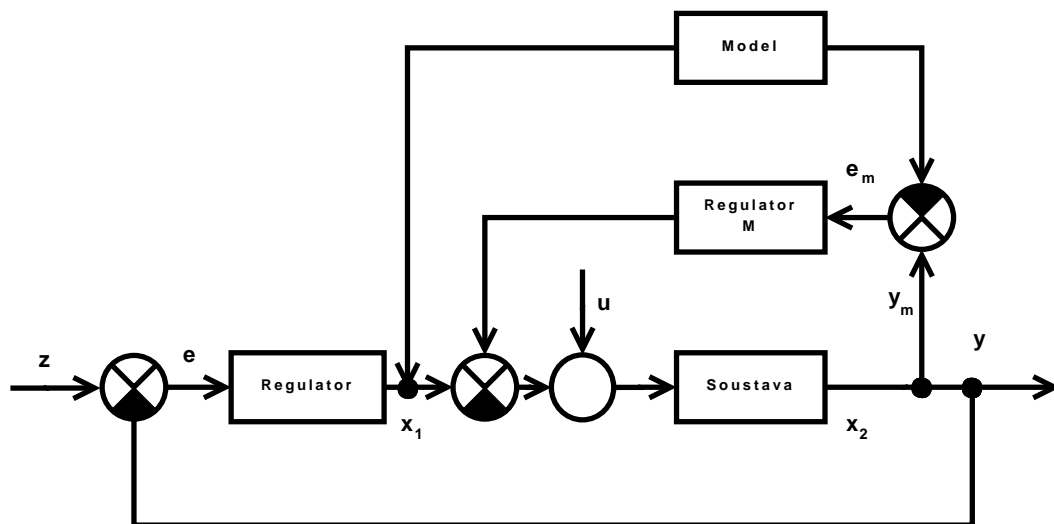 Model
e_m
Regulator
M
u
y_m
y
z
e
Regulator
Soustava
x_1
x_2